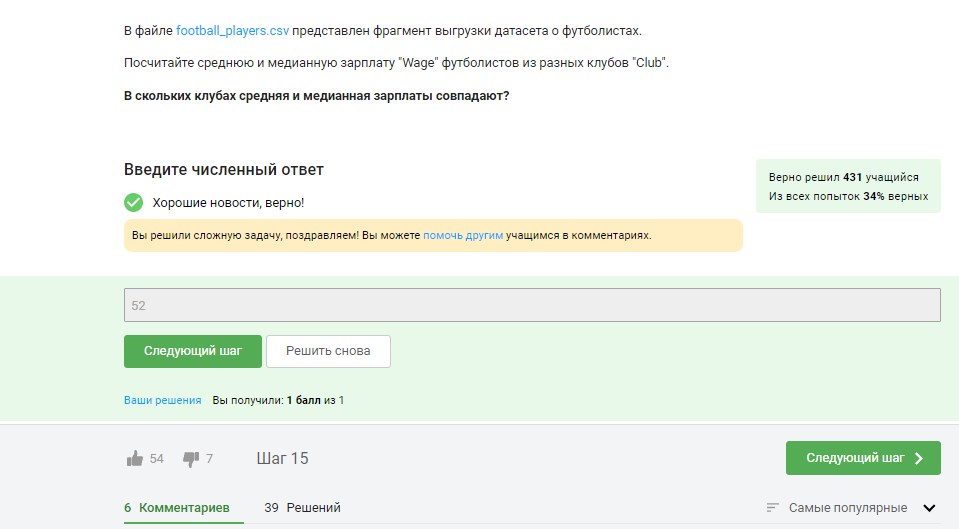 В файле football_players.csv представлен фрагмент выгрузки датасета о футболистах.
Посчитайте среднюю и медианную зарплату "Wage" футболистов из разных клубов "Club".
В скольких клубах средняя и медианная зарплаты совпадают?
Введите численный ответ
Верно решил 431 учащийся
Из всех попыток 34% верных
Хорошие новости, верно!
Вы решили сложную задачу, поздравляем! Вы можете помочь другим учащимся в комментариях.
52
Следующий шаг
Решить снова
Ваши решения Вы получили: 1 балл из 1
54
7
Шаг 15
Следующий шаг
6 Комментариев
39 Решений
Самые популярные